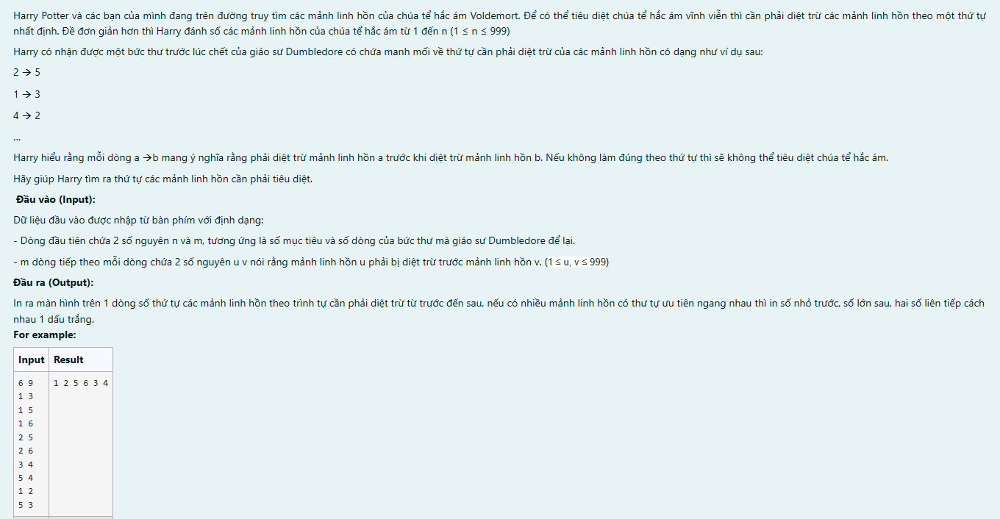 Harry Potter và các bạn của mình đang trên đường truy tìm các mảnh linh hồn của chúa tể hắc ám Voldemort. Để có thể tiêu diệt chúa tể hắc ám vĩnh viễn thì cần phải diệt trừ các mảnh linh hồn theo một thứ tự
nhất định. Đề đơn giản hơn thì Harry đánh số các mảnh linh hồn của chúa tể hắc ám từ 1 đến n (1 ≤ n ≤ 999)
Harry có nhận được một bức thư trước lúc chết của giáo sư Dumbledore có chứa manh mối về thứ tự cần phải diệt trừ của các mảnh linh hồn có dạng như ví dụ sau:
2 → 5
1 → 3
4 → 2
...
Harry hiểu rằng mỗi dòng a →b mang ý nghĩa rằng phải diệt trừ mảnh linh hồn a trước khi diệt trừ mảnh linh hồn b. Nếu không làm đúng theo thứ tự thì sẽ không thể tiêu diệt chúa tể hắc ám.
Hãy giúp Harry tìm ra thứ tự các mảnh linh hồn cần phải tiêu diệt.
Đầu vào (Input):
Dữ liệu đầu vào được nhập từ bàn phím với định dạng:
- Dòng đầu tiên chứa 2 số nguyên n và m, tương ứng là số mục tiêu và số dòng của bức thư mà giáo sư Dumbledore để lại.
- m dòng tiếp theo mỗi dòng chứa 2 số nguyên u v nói rằng mảnh linh hồn u phải bị diệt trừ trước mảnh linh hồn v. (1 ≤ u, v ≤ 999)
Đầu ra (Output):
In ra màn hình trên 1 dòng số thứ tự các mảnh linh hồn theo trình tự cần phải diệt trừ từ trước đến sau, nếu có nhiều mảnh linh hồn có thư tự ưu tiên ngang nhau thì in số nhỏ trước, số lớn sau, hai số liên tiếp cách
nhau 1 dấu trắng.
For example:
Input Result
6 9 1 2 5 6 3 4
1 3
1 5
1 6
2 5
2 6
3 4
5 4
1 2
5 3